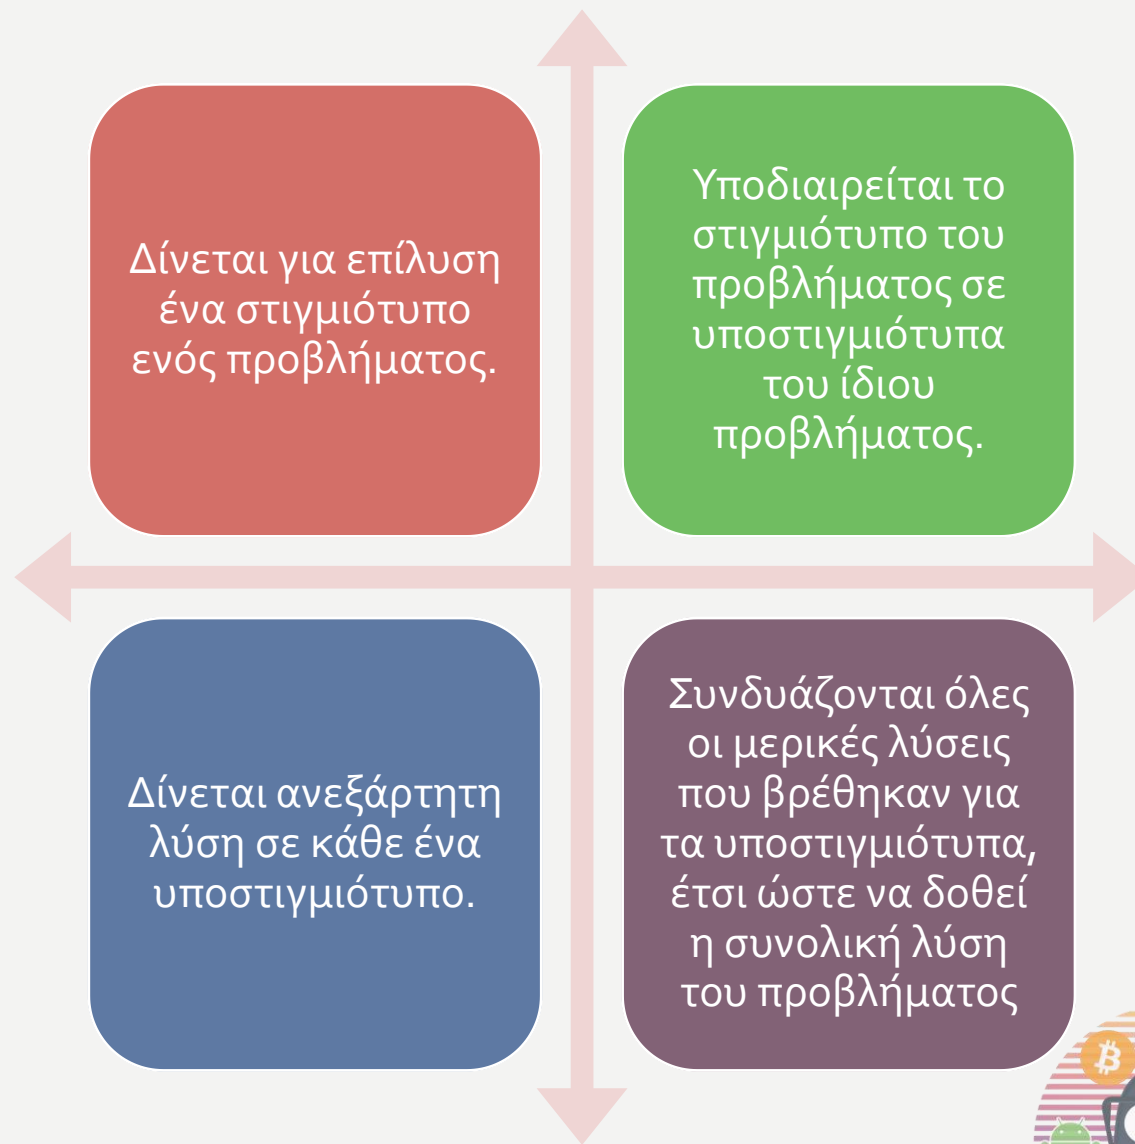 Δίνεται για επίλυση
ένα στιγμιότυπο
ενός προβλήματος.
Υποδιαιρείται το
στιγμιότυπο του
προβλήματος σε
υποστιγμιότυπα
του ίδιου
προβλήματος.
Δίνεται ανεξάρτητη
λύση σε κάθε ένα
υποστιγμιότυπο.
Συνδυάζονται όλες
οι μερικές λύσεις
που βρέθηκαν για
τα υποστιγμιότυπα,
έτσι ώστε να δοθεί
η συνολική λύση
του προβλήματος